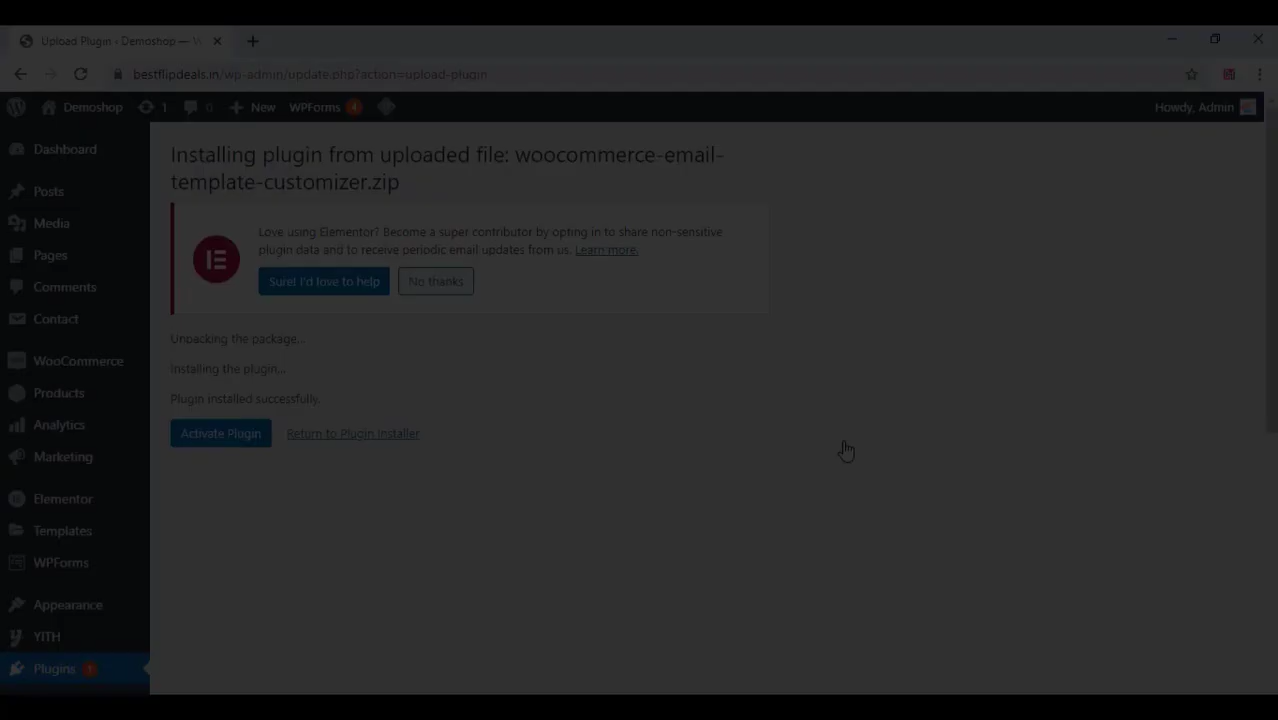 Upload Plugin ‹ Demoshop —
bestflipdeals.in/wp-admin/update.php?action=upload-plugin
Demoshop 1 0 New WPForms 4 Howdy, Admin
Dashboard
Posts
Media
Pages
Comments
Contact
WooCommerce
Products
Analytics
Marketing
Elementor
Templates
WPForms
Appearance
YITH
Plugins 1
Installing plugin from uploaded file: woocommerce-email-
template-customizer.zip
Love using Elementor? Become a super contributor by opting in to share non-sensitive
plugin data and to receive periodic email updates from us. Learn more.
Sure! I'd love to help No thanks
Unpacking the package…
Installing the plugin…
Plugin installed successfully.
Activate Plugin Return to Plugin Installer